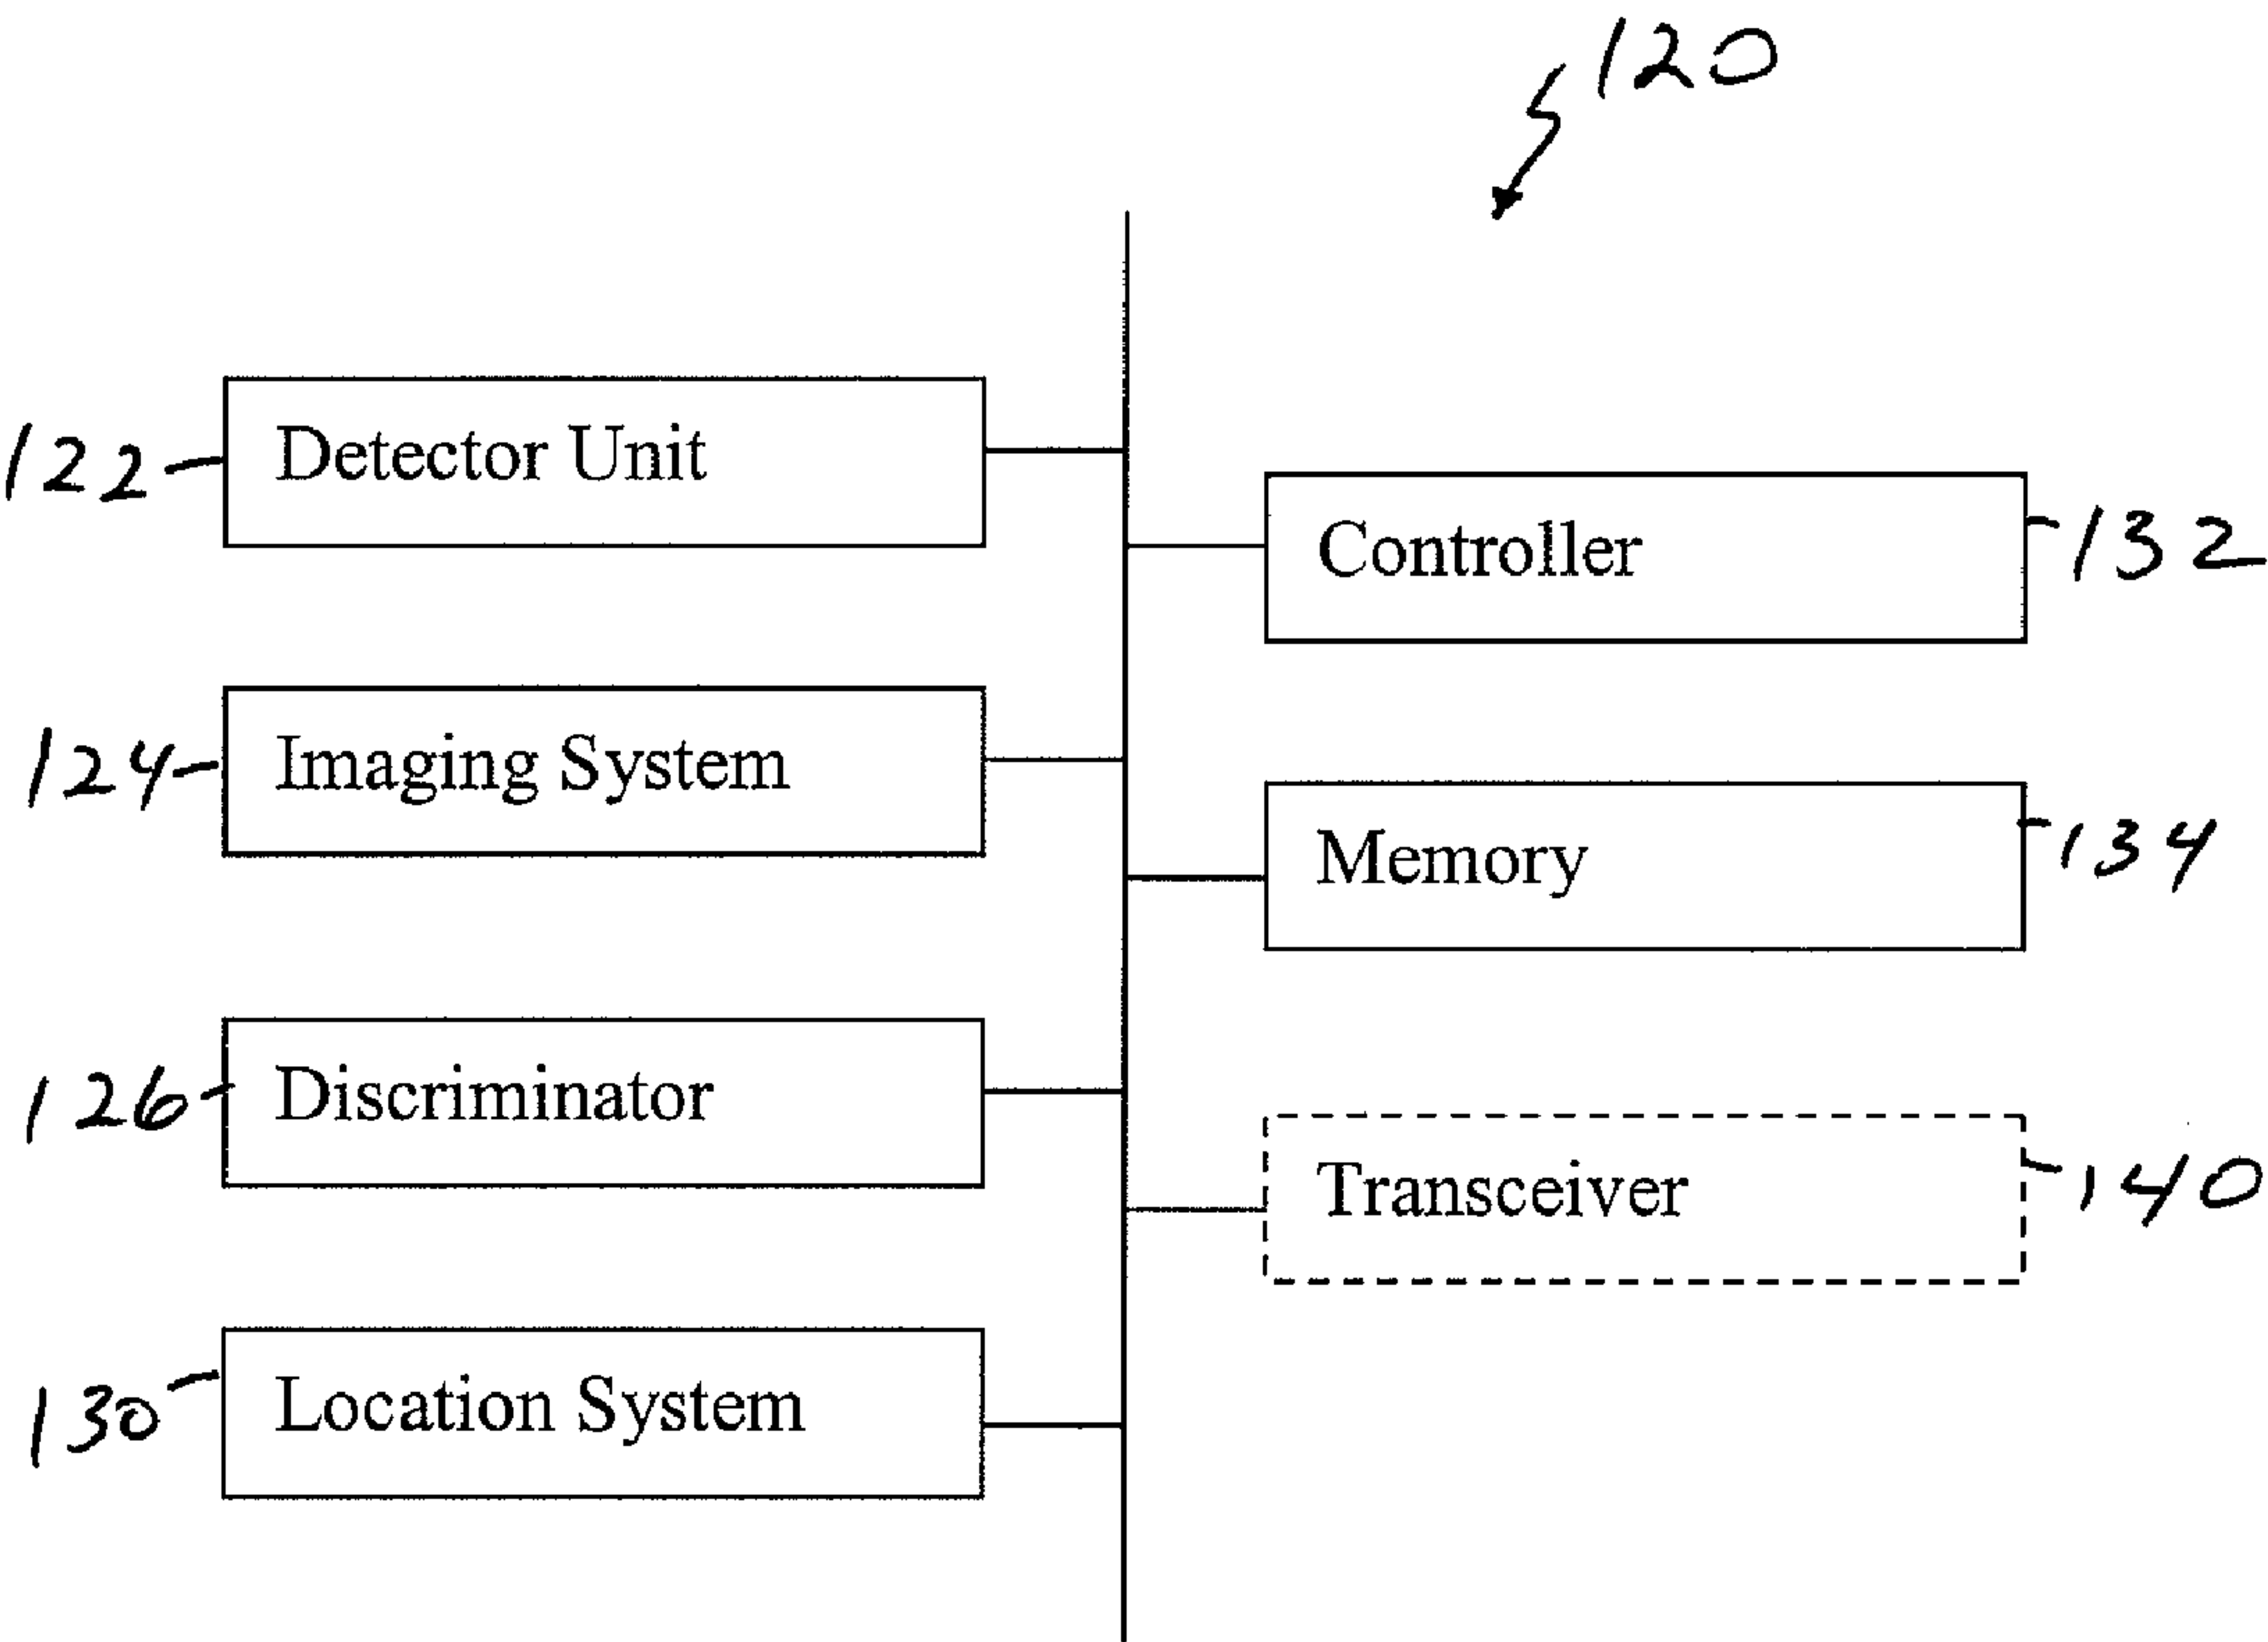 120
122 Detector Unit
Controller 132
124 Imaging System
Memory 134
126 Discriminator
Transceiver 140
130 Location System